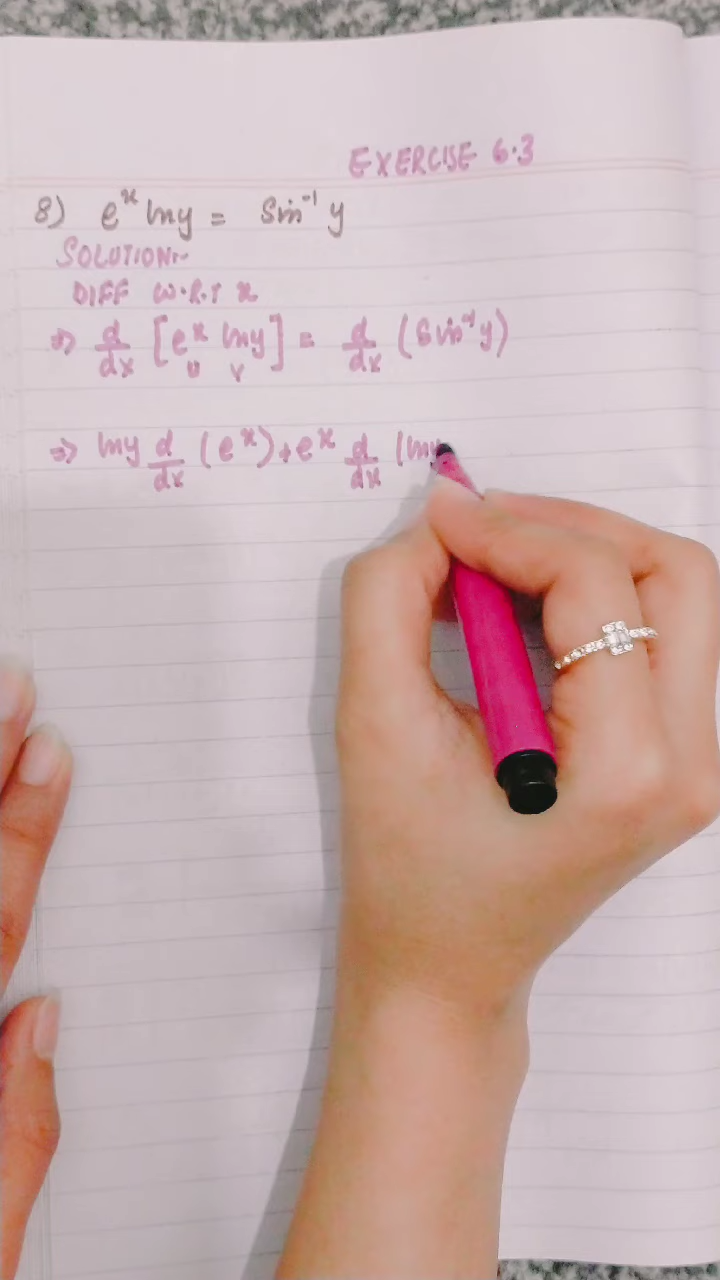 EXERCISE 6.3
8) eˣ lny = Sin⁻¹ y
SOLUTION:-
DIFF W.R.T x
⇒ d/dx [eˣ lny] = d/dx (Sin⁻¹y)
u v
⇒ lny d/dx (eˣ) + eˣ d/dx (lny